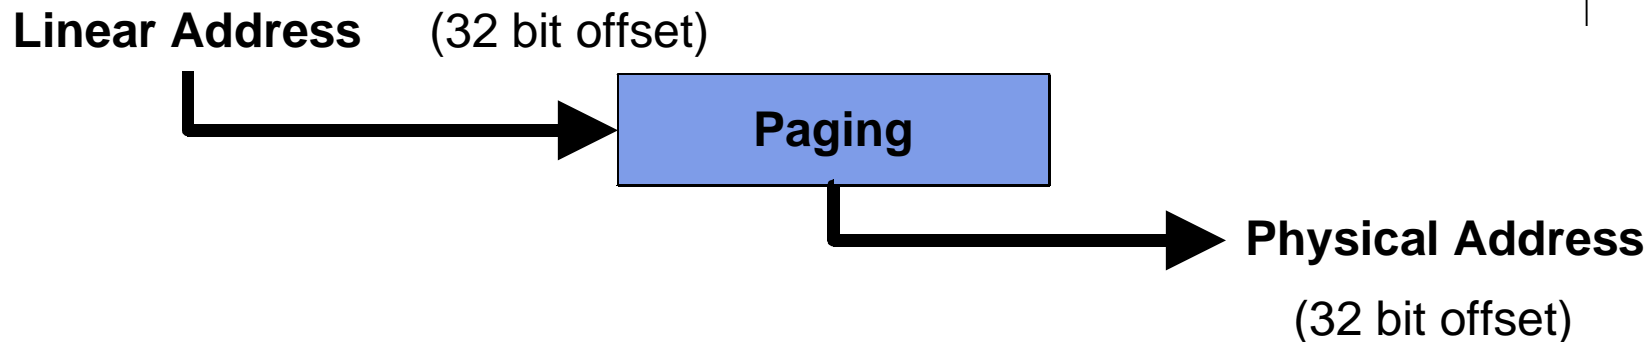 Linear Address (32 bit offset)
Paging
Physical Address
(32 bit offset)